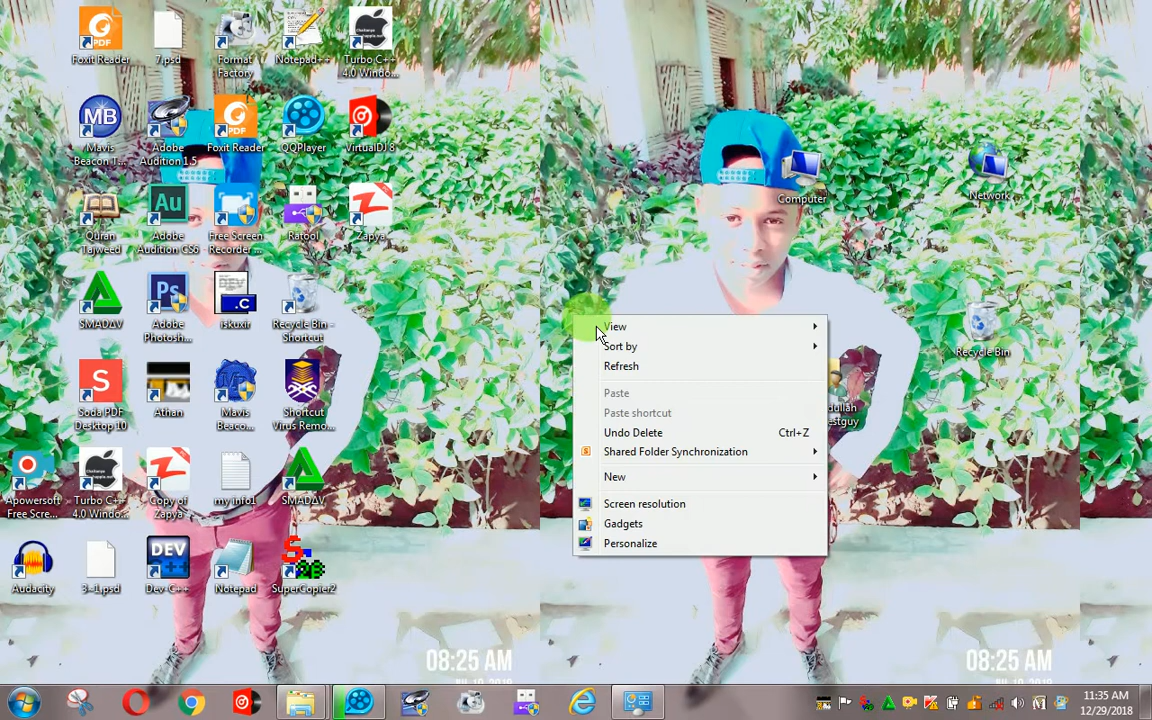 Foxit Reader
7.psd
Format
Factory
Notepad++
Turbo C++
4.0 Windo...
Mavis
Beacon T...
Adobe
Audition 1.5
Foxit Reader
QQPlayer
VirtualDJ 8
Computer
Network
Quran
Tajweed
Adobe
Audition CS6
Free Screen
Recorder...
Ratool
Zapya
SMADΔV
Adobe
Photosh...
iskuxir
Recycle Bin -
Shortcut
Recycle Bin
View
Sort by
Refresh
Paste
Paste shortcut
Undo Delete
Ctrl+Z
Shared Folder Synchronization
New
Screen resolution
Gadgets
Personalize
Soda PDF
Desktop 10
Athan
Mavis
Beaco...
Shortcut
Virus Remo...
dullah
estguy
Apowersoft
Free Scre...
Turbo C++
4.0 Windo...
Copy of
Zapya
my info1
SMADΔV
Audacity
3-1.psd
Dev-C++
Notepad
SuperCopier2
08:25 AM
08:25 AM
11:35 AM
12/29/2018